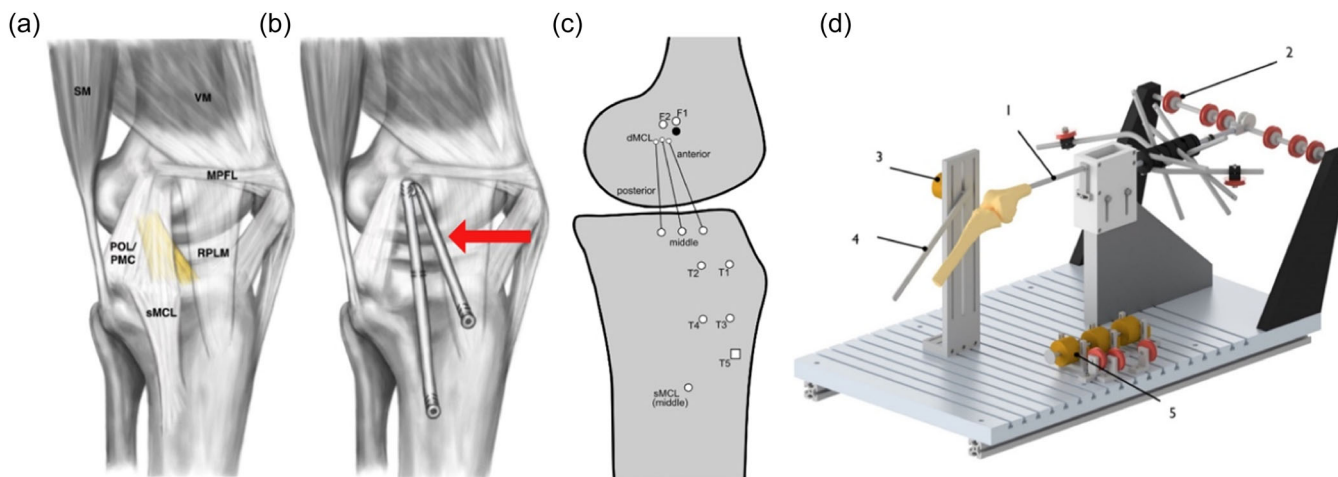 (a)
SM
VM
MPFL
POL/
PMC
RPLM
sMCL
(b)
(c)
F2
F1
dMCL
anterior
posterior
middle
T2
T1
T4
T3
T5
sMCL
(middle)
(d)
1
2
3
4
5